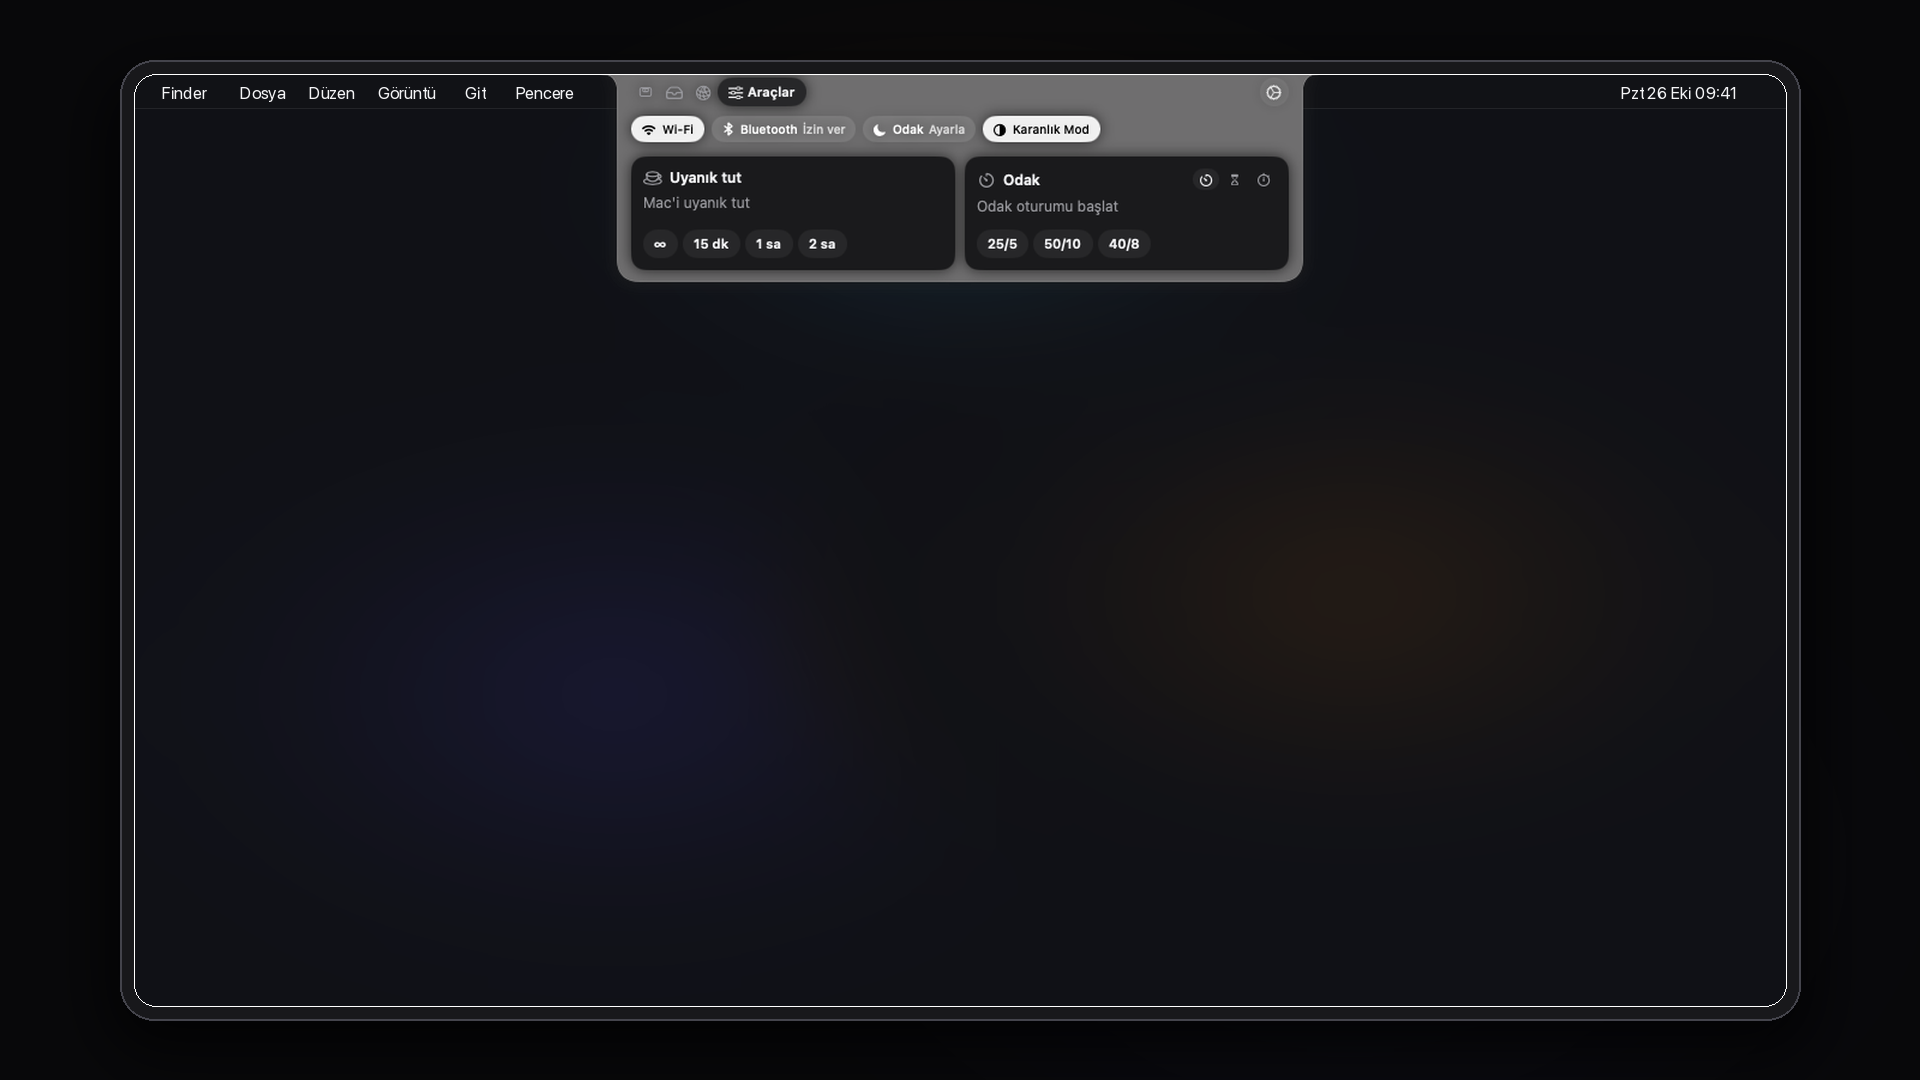 Finder Dosya Düzen Görüntü Git Pencere
Araçlar
Pzt 26 Eki 09:41
Wi-Fi Bluetooth İzin ver Odak Ayarla Karanlık Mod
Uyanık tut
Mac'i uyanık tut
∞ 15 dk 1 sa 2 sa
Odak
Odak oturumu başlat
25/5 50/10 40/8